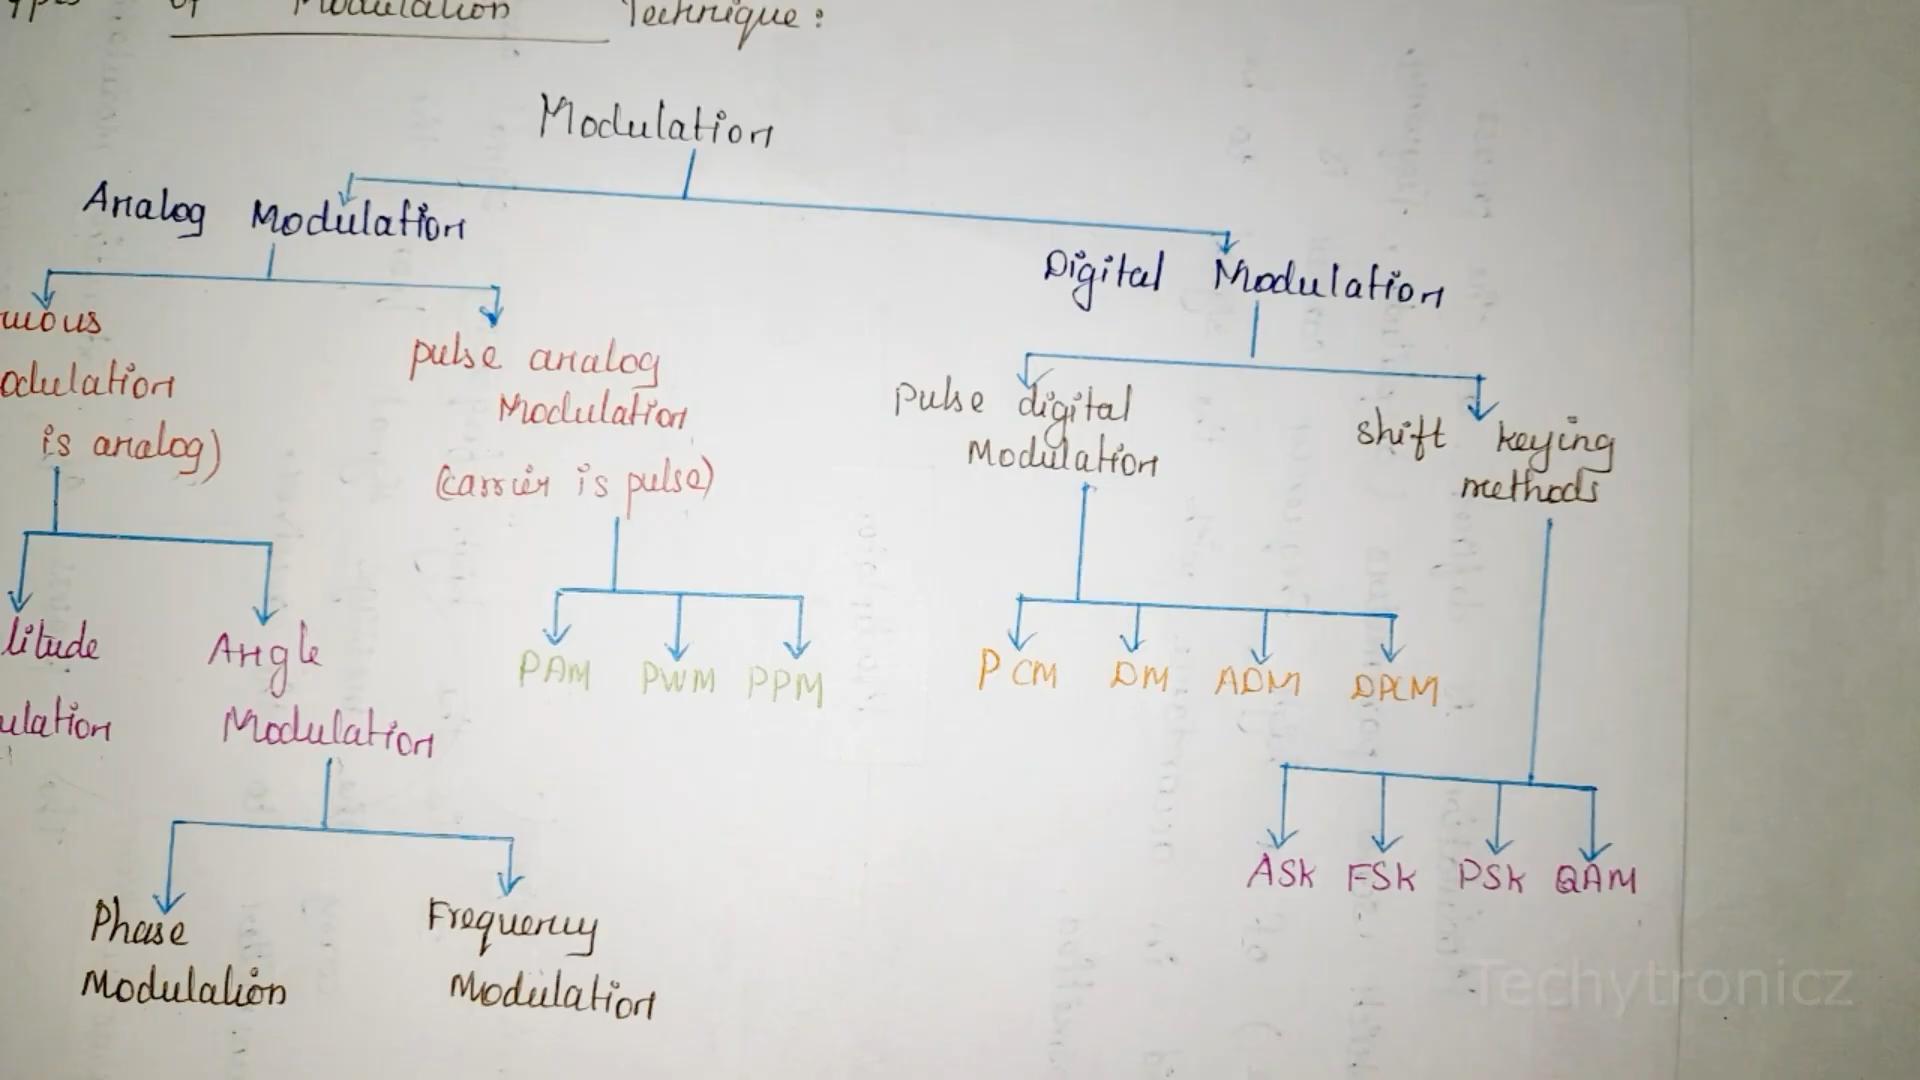 of Modulation Technique:
Modulation
Analog Modulation
Digital Modulation
uous
odulation
is analog)
pulse analog
Modulation
(carrier is pulse)
pulse digital
Modulation
shift keying
methods
litude
ulation
Angle
Modulation
PAM PWM PPM
PCM DM ADM DPCM
ASK FSK PSK QAM
Phase
Modulation
Frequency
Modulation
Techytronicz